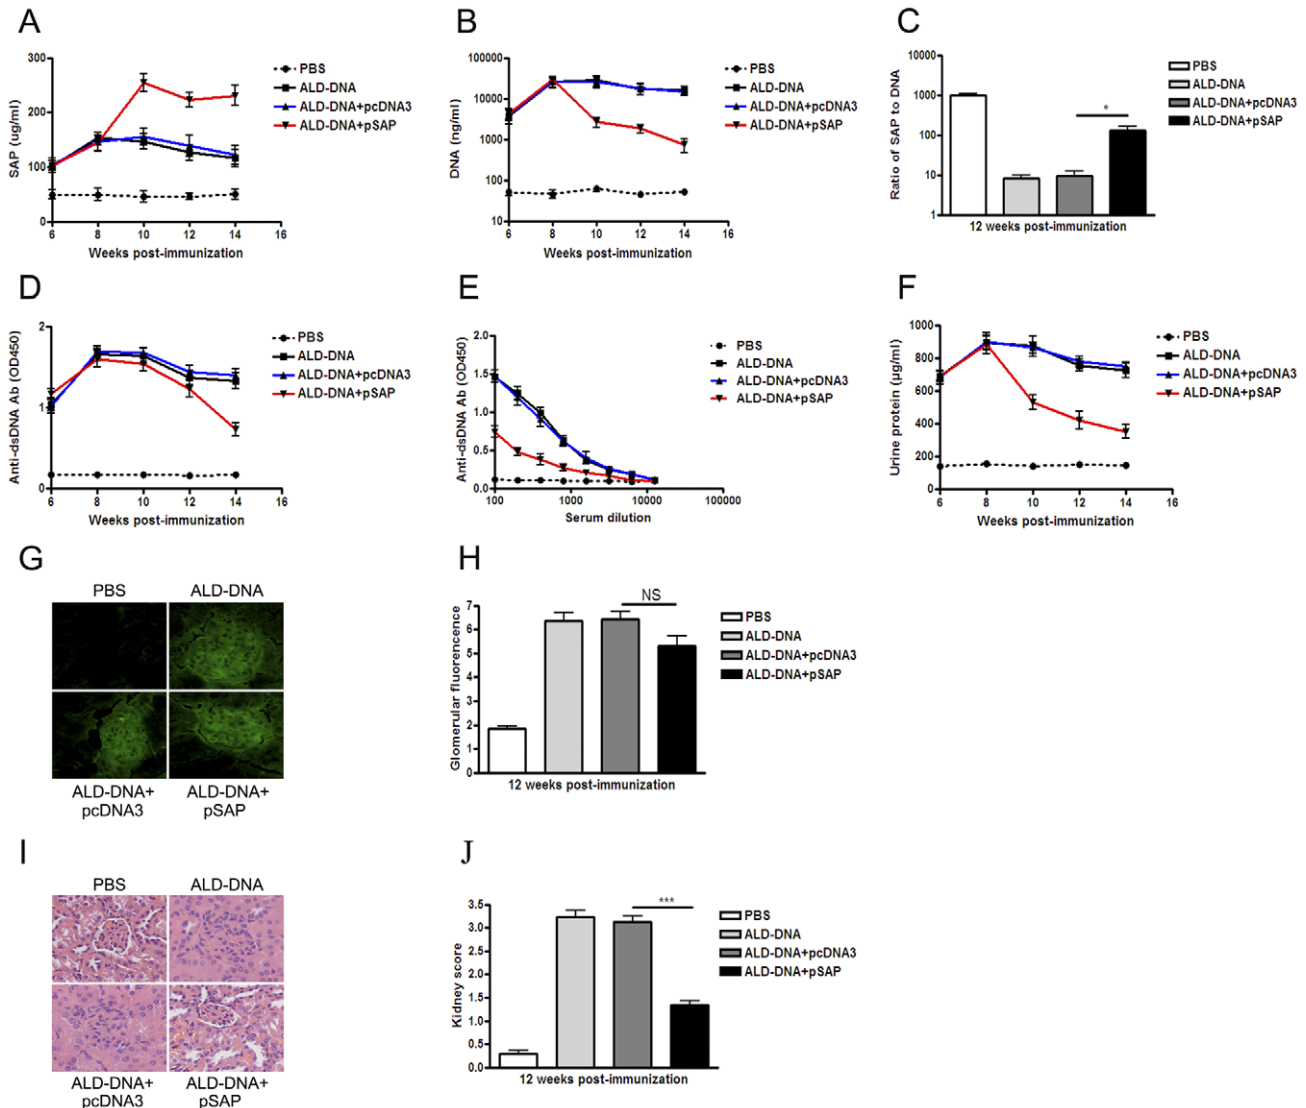 A
SAP (ug/ml)
300
200
100
0
6 8 10 12 14 16
Weeks post-immunization
PBS
ALD-DNA
ALD-DNA+pcDNA3
ALD-DNA+pSAP
B
DNA (ng/ml)
100000
10000
1000
100
10
6 8 10 12 14 16
Weeks post-immunization
PBS
ALD-DNA
ALD-DNA+pcDNA3
ALD-DNA+pSAP
C
Ratio of SAP to DNA
10000
1000
100
10
1
*
12 weeks post-immunization
PBS
ALD-DNA
ALD-DNA+pcDNA3
ALD-DNA+pSAP
D
Anti-dsDNA Ab (OD450)
2
1
0
6 8 10 12 14 16
Weeks post-immunization
PBS
ALD-DNA
ALD-DNA+pcDNA3
ALD-DNA+pSAP
E
Anti-dsDNA Ab (OD450)
2.0
1.5
1.0
0.5
0.0
100 1000 10000 100000
Serum dilution
PBS
ALD-DNA
ALD-DNA+pcDNA3
ALD-DNA+pSAP
F
Urine protein (μg/ml)
1000
800
600
400
200
0
6 8 10 12 14 16
Weeks post-immunization
PBS
ALD-DNA
ALD-DNA+pcDNA3
ALD-DNA+pSAP
G
PBS ALD-DNA
ALD-DNA+ ALD-DNA+
pcDNA3 pSAP
H
Glomerular fluorencence
7
6
5
4
3
2
1
0
NS
12 weeks post-immunization
PBS
ALD-DNA
ALD-DNA+pcDNA3
ALD-DNA+pSAP
I
PBS ALD-DNA
ALD-DNA+ ALD-DNA+
pcDNA3 pSAP
J
Kidney score
3.5
3.0
2.5
2.0
1.5
1.0
0.5
0.0
***
12 weeks post-immunization
PBS
ALD-DNA
ALD-DNA+pcDNA3
ALD-DNA+pSAP